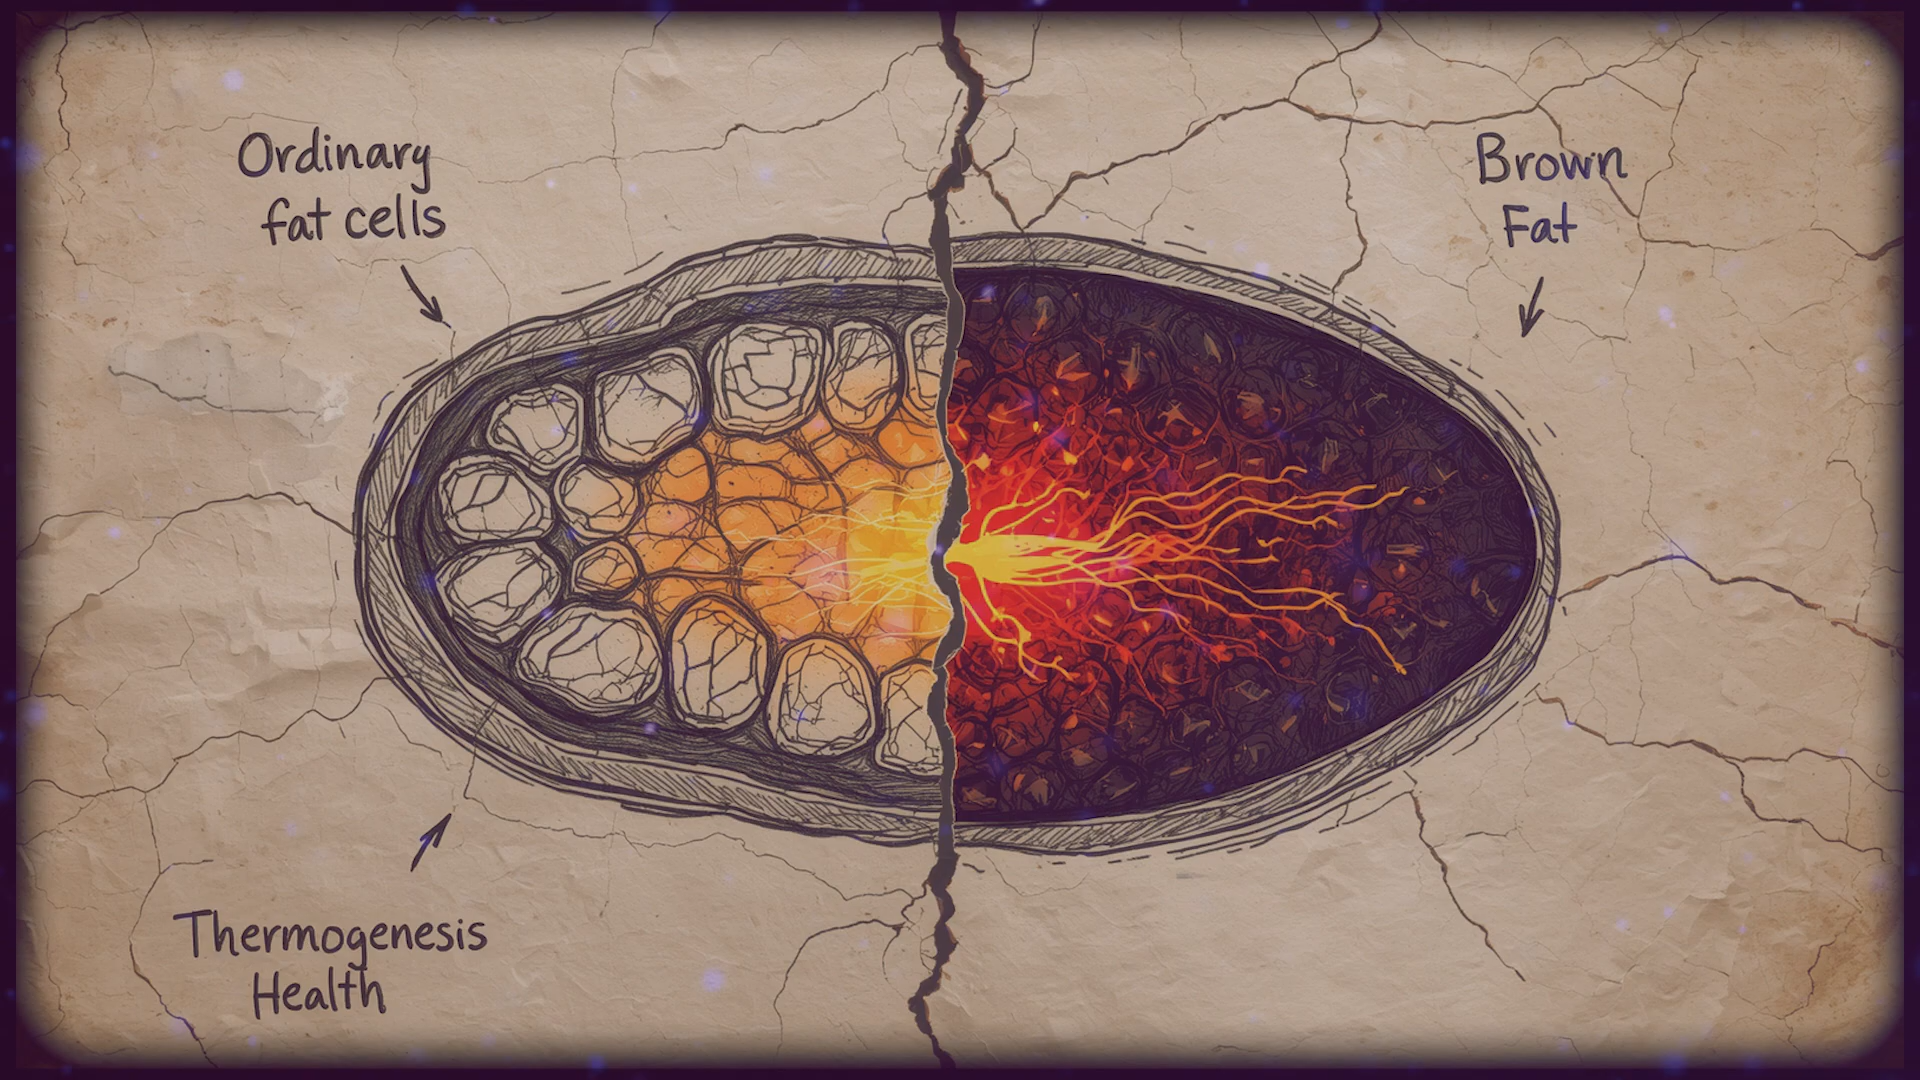 Ordinary
fat cells
Brown
Fat
Thermogenesis
Health